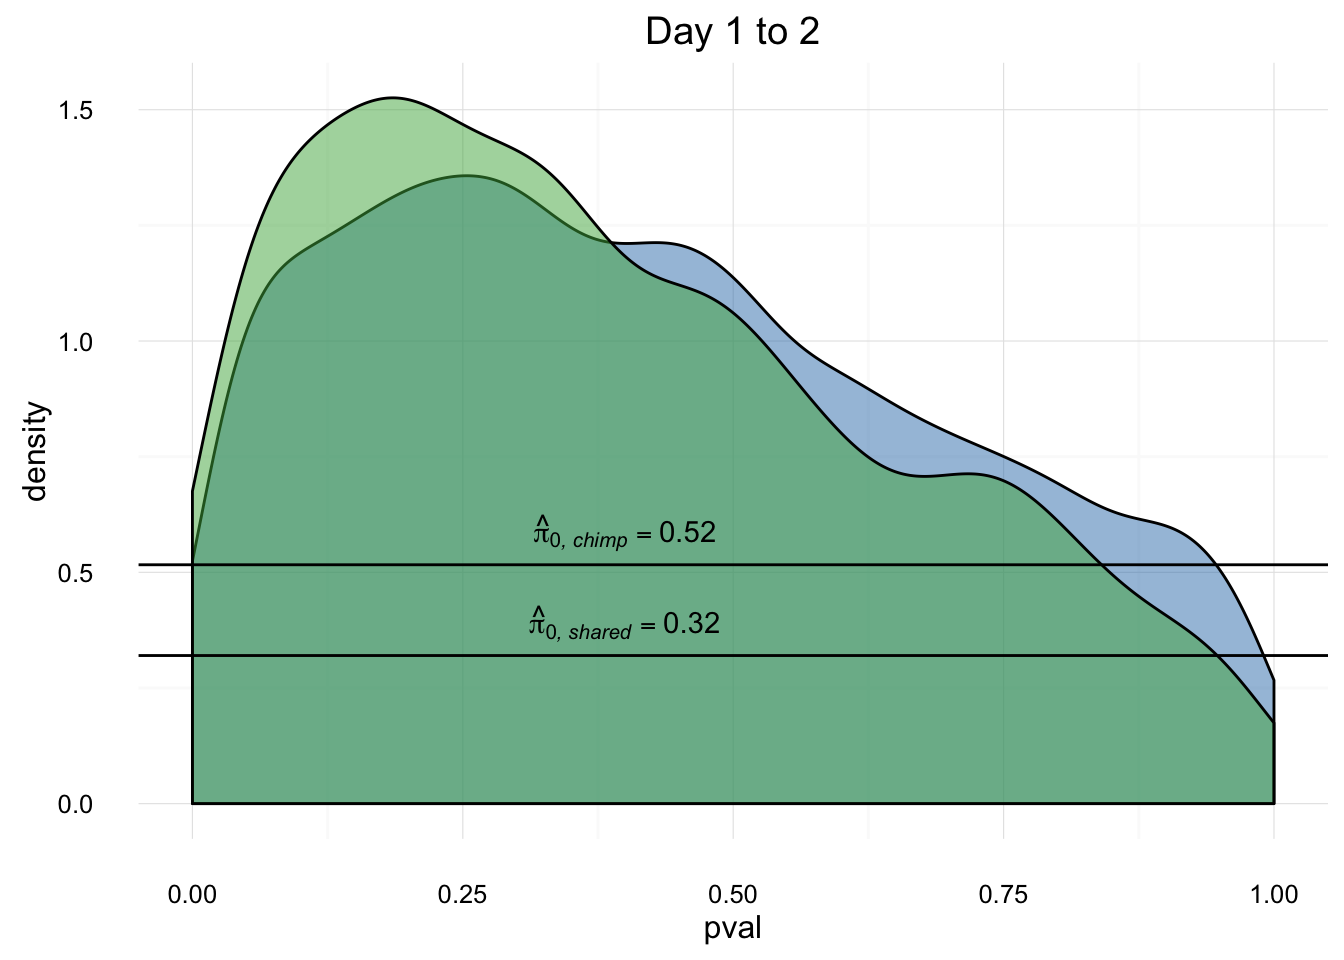 Day 1 to 2
density
1.5
1.0
0.5
0.0
π̂0, chimp = 0.52
π̂0, shared = 0.32
0.00 0.25 0.50 0.75 1.00
pval